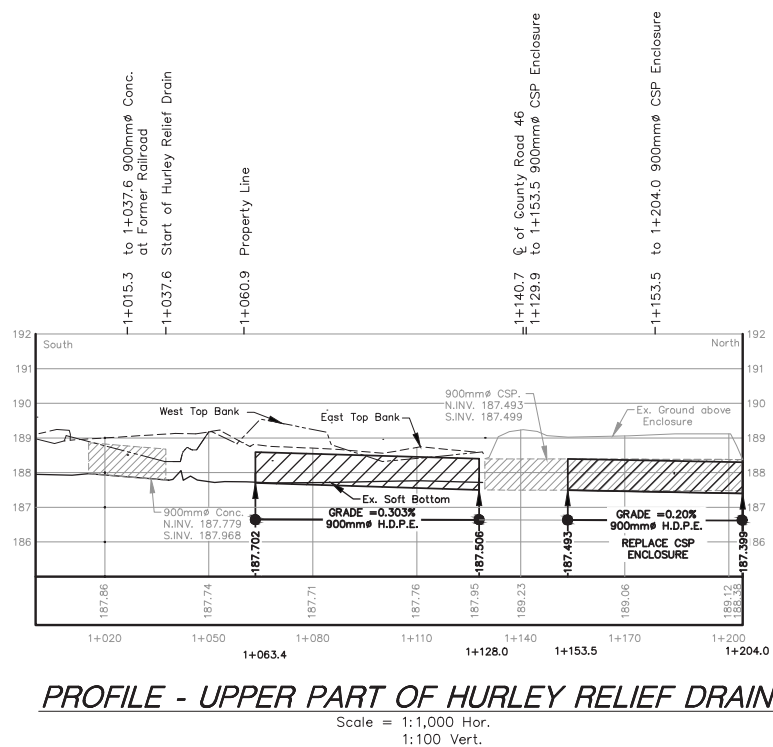 1+015.3 to 1+037.6 900mmø Conc.
at Former Railroad
1+037.6 Start of Hurley Relief Drain
1+060.9 Property Line
1+140.7 ℄ of County Road 46
1+129.9 to 1+153.5 900mmø CSP Enclosure
1+153.5 to 1+204.0 900mmø CSP Enclosure
192
South
North
192
191
191
190
190
189
189
188
188
187
187
186
186
West Top Bank
East Top Bank
900mmø CSP.
N.INV. 187.493
S.INV. 187.499
Ex. Ground above
Enclosure
Ex. Soft Bottom
900mmø Conc.
N.INV. 187.779
S.INV. 187.968
GRADE =0.303%
900mmø H.D.P.E.
GRADE =0.20%
900mmø H.D.P.E.
REPLACE CSP
ENCLOSURE
187.702
187.506
187.493
187.399
187.86
187.74
187.71
187.76
187.95
189.23
189.06
189.12
188.38
1+020
1+050
1+080
1+110
1+140
1+170
1+200
1+063.4
1+128.0
1+153.5
1+204.0
PROFILE - UPPER PART OF HURLEY RELIEF DRAIN
Scale = 1:1,000 Hor.
1:100 Vert.